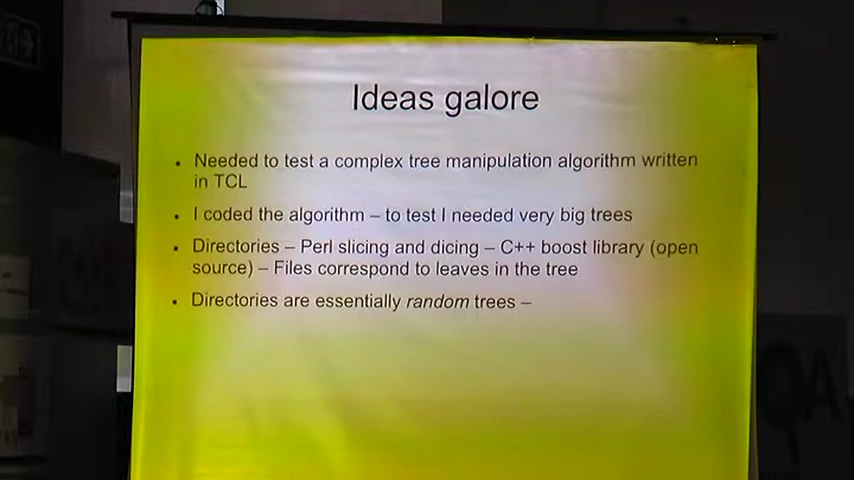 Ideas galore
• Needed to test a complex tree manipulation algorithm written
in TCL
• I coded the algorithm – to test I needed very big trees
• Directories – Perl slicing and dicing – C++ boost library (open
source) – Files correspond to leaves in the tree
• Directories are essentially random trees –
QA